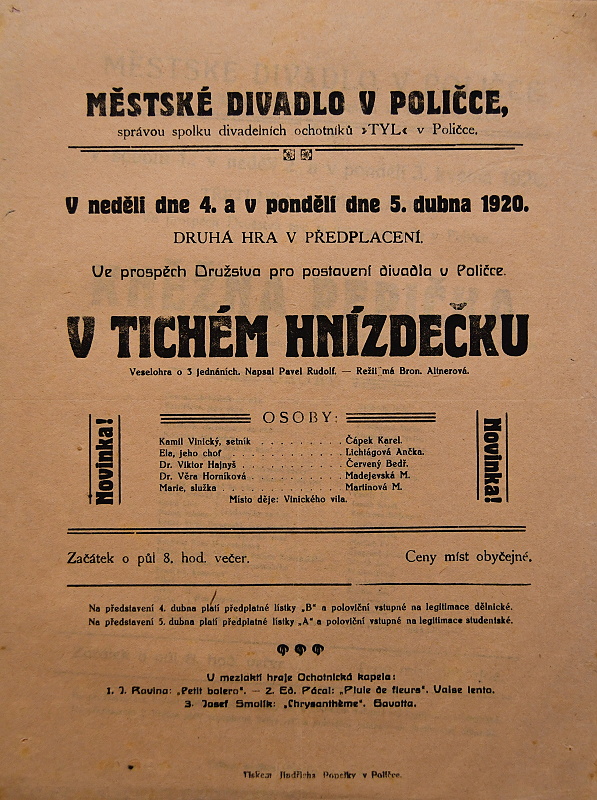 MĚSTSKÉ DIVADLO V POLIČCE,
správou spolku divadelních ochotníků ›TYL‹ v Poličce,
V neděli dne 4. a v pondělí dne 5. dubna 1920.
DRUHÁ HRA V PŘEDPLACENÍ.
Ve prospěch Družstva pro postavení divadla v Poličce.
V TICHÉM HNÍZDEČKU
Veselohra o 3 jednáních. Napsal Pavel Rudolf. — Režii má Bron. Altnerová.
OSOBY:
Novinka!
Kamil Vinický, setník . . . . . . . . . . Čápek Karel.
Ela, jeho choť . . . . . . . . . . Lichtágová Ančka.
Dr. Viktor Hajnyš . . . . . . . . . . Červený Bedř.
Dr. Věra Horníková . . . . . . . . . . Madejevská M.
Marie, služka . . . . . . . . . . Martinová M.
Místo děje: Vinického vila.
Novinka!
Začátek o půl 8. hod. večer.
Ceny míst obyčejné.
Na představení 4. dubna platí předplatné lístky „B" a poloviční vstupné na legitimace dělnické.
Na představení 5. dubna platí předplatné lístky „A" a poloviční vstupné na legitimace studentské.
V meziaktí hraje Ochotnická kapela:
1. J. Ravina: „Petit bolero". — 2. Ed. Pácal: „Pluie de fleurs". Valse lento.
3. Josef Smolík: „Chrysanthème". Gavotta.
Tiskem Jindřicha Popelky v Poličce.